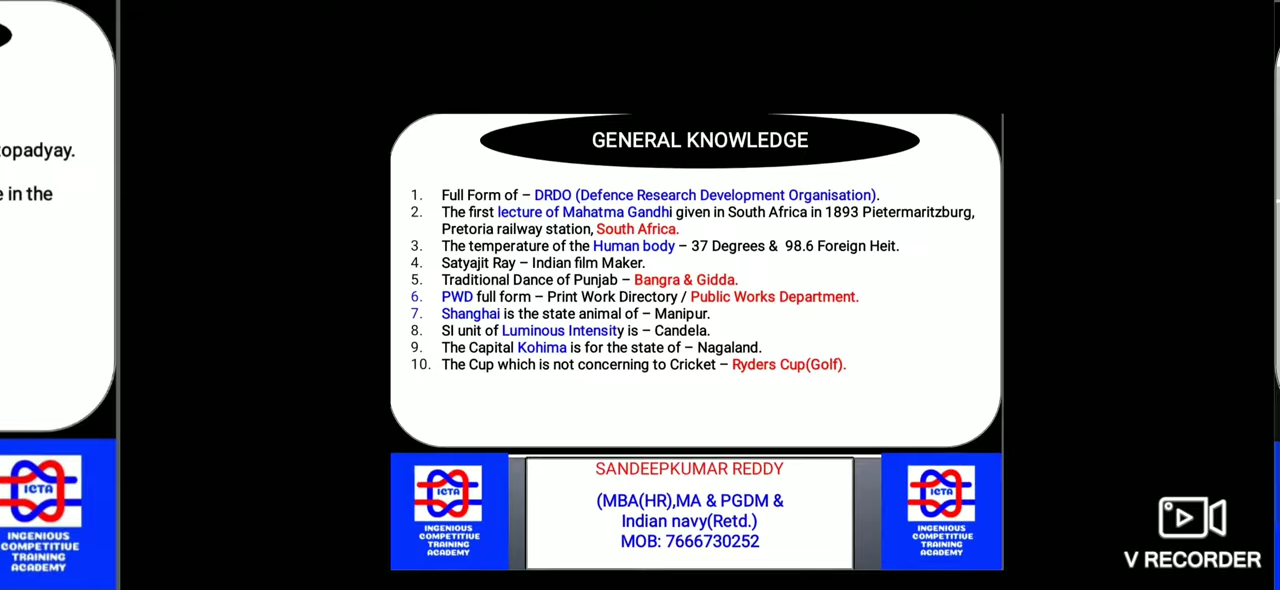 topadyay.
e in the
GENERAL KNOWLEDGE
1. Full Form of – DRDO (Defence Research Development Organisation).
2. The first lecture of Mahatma Gandhi given in South Africa in 1893 Pietermaritzburg,
Pretoria railway station, South Africa.
3. The temperature of the Human body – 37 Degrees & 98.6 Foreign Heit.
4. Satyajit Ray – Indian film Maker.
5. Traditional Dance of Punjab – Bangra & Gidda.
6. PWD full form – Print Work Directory / Public Works Department.
7. Shanghai is the state animal of – Manipur.
8. SI unit of Luminous Intensity is – Candela.
9. The Capital Kohima is for the state of – Nagaland.
10. The Cup which is not concerning to Cricket – Ryders Cup(Golf).
ICTA
INGENIOUS
COMPETITIUE
TRAINING
ACADEMY
ICTA
INGENIOUS
COMPETITIUE
TRAINING
ACADEMY
SANDEEPKUMAR REDDY
(MBA(HR),MA & PGDM &
Indian navy(Retd.)
MOB: 7666730252
ICTA
INGENIOUS
COMPETITIUE
TRAINING
ACADEMY
V RECORDER